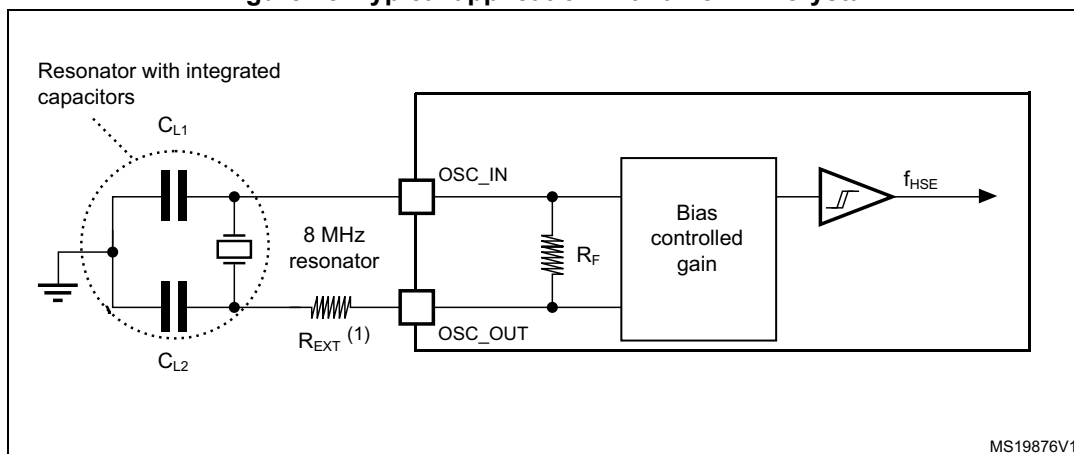 Resonator with integrated
capacitors
CL1
OSC_IN
fHSE
8 MHz
resonator
RF
Bias
controlled
gain
REXT (1)
OSC_OUT
CL2
MS19876V1